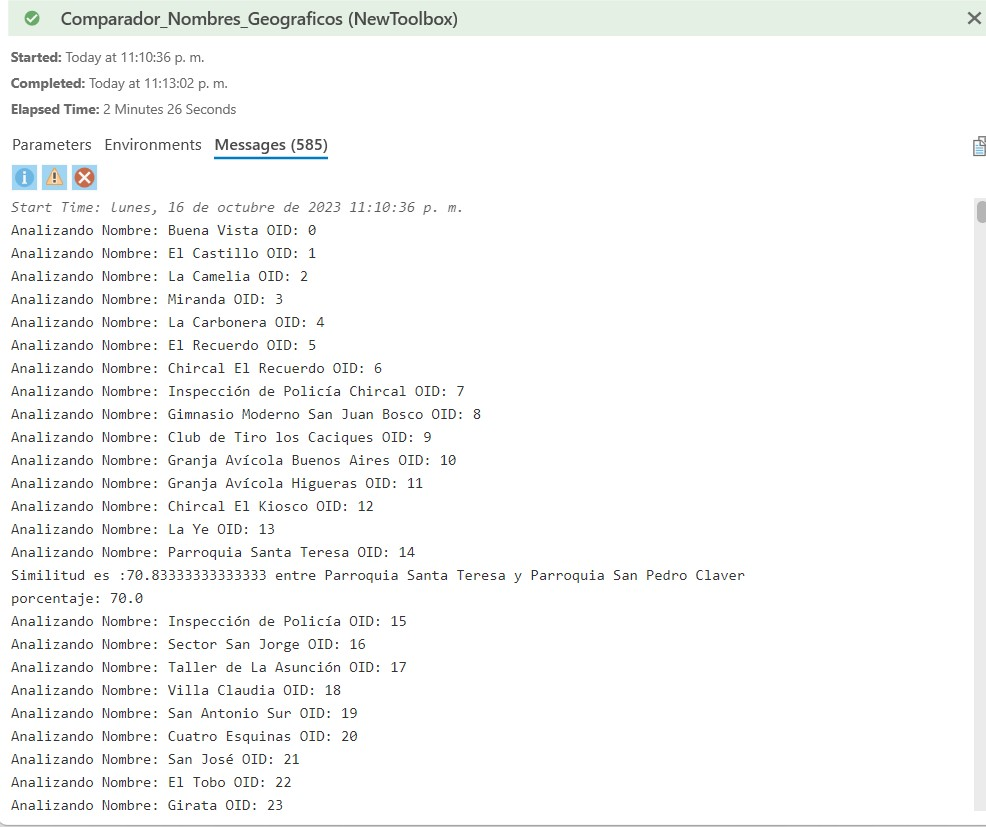 Comparador_Nombres_Geograficos (NewToolbox)
Started: Today at 11:10:36 p. m.
Completed: Today at 11:13:02 p. m.
Elapsed Time: 2 Minutes 26 Seconds
Parameters Environments Messages (585)
Start Time: lunes, 16 de octubre de 2023 11:10:36 p. m.
Analizando Nombre: Buena Vista OID: 0
Analizando Nombre: El Castillo OID: 1
Analizando Nombre: La Camelia OID: 2
Analizando Nombre: Miranda OID: 3
Analizando Nombre: La Carbonera OID: 4
Analizando Nombre: El Recuerdo OID: 5
Analizando Nombre: Chircal El Recuerdo OID: 6
Analizando Nombre: Inspección de Policía Chircal OID: 7
Analizando Nombre: Gimnasio Moderno San Juan Bosco OID: 8
Analizando Nombre: Club de Tiro los Caciques OID: 9
Analizando Nombre: Granja Avícola Buenos Aires OID: 10
Analizando Nombre: Granja Avícola Higueras OID: 11
Analizando Nombre: Chircal El Kiosco OID: 12
Analizando Nombre: La Ye OID: 13
Analizando Nombre: Parroquia Santa Teresa OID: 14
Similitud es :70.83333333333333 entre Parroquia Santa Teresa y Parroquia San Pedro Claver
porcentaje: 70.0
Analizando Nombre: Inspección de Policía OID: 15
Analizando Nombre: Sector San Jorge OID: 16
Analizando Nombre: Taller de La Asunción OID: 17
Analizando Nombre: Villa Claudia OID: 18
Analizando Nombre: San Antonio Sur OID: 19
Analizando Nombre: Cuatro Esquinas OID: 20
Analizando Nombre: San José OID: 21
Analizando Nombre: El Tobo OID: 22
Analizando Nombre: Girata OID: 23